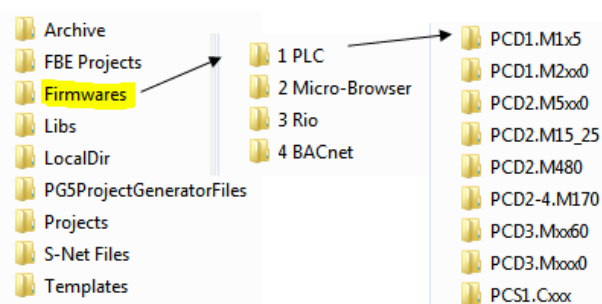 Archive
FBE Projects
Firmwares
Libs
LocalDir
PG5ProjectGeneratorFiles
Projects
S-Net Files
Templates
1 PLC
2 Micro-Browser
3 Rio
4 BACnet
PCD1.M1x5
PCD1.M2xx0
PCD2.M5xx0
PCD2.M15_25
PCD2.M480
PCD2-4.M170
PCD3.Mxx60
PCD3.Mxxx0
PCS1.Cxxx